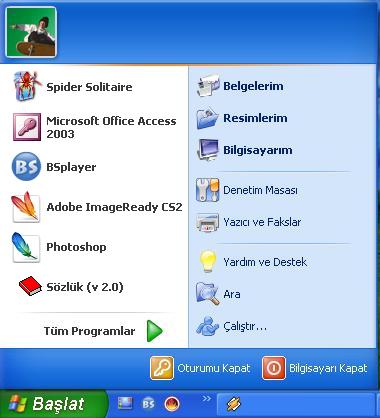 Spider Solitaire
Microsoft Office Access
2003
BSplayer
Adobe ImageReady CS2
Photoshop
Sözlük (v 2.0)
Tüm Programlar
Belgelerim
Resimlerim
Bilgisayarım
Denetim Masası
Yazıcı ve Fakslar
Yardım ve Destek
Ara
Çalıştır...
Oturumu Kapat
Bilgisayarı Kapat
Başlat